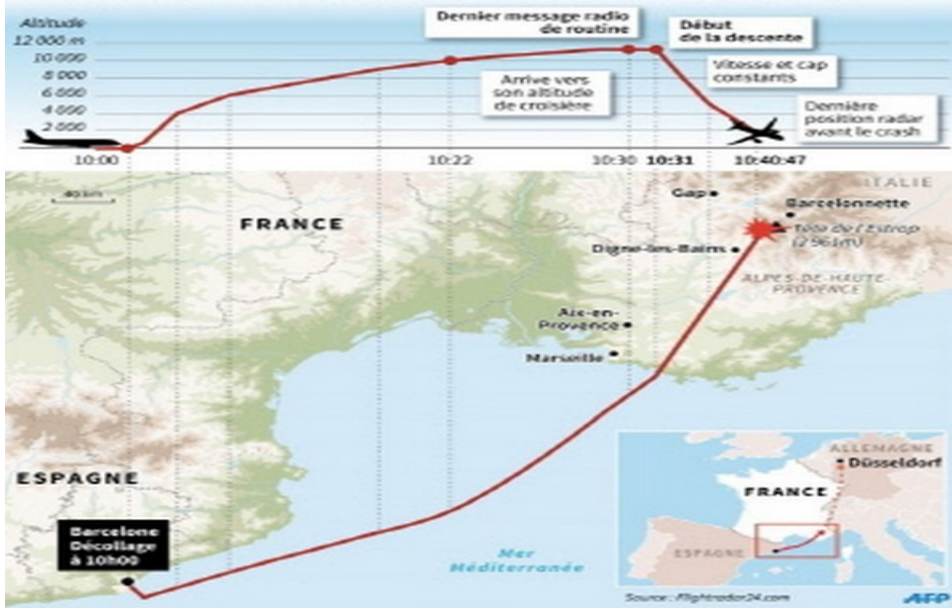 Altitude
12 000 m
10 000
8 000
6 000
4 000
2 000
Dernier message radio
de routine
Début
de la descente
Vitesse et cap
constants
Arrive vers
son altitude
de croisière
Dernière
position radar
avant le crash
10:00
10:22
10:30
10:31
10:40:47
40 km
FRANCE
ITALIE
Gap
Barcelonnette
Tête de l'Estrop
(2 961m)
Digne-les-Bains
ALPES-DE-HAUTE-
PROVENCE
Aix-en-
Provence
Marseille
ESPAGNE
Barcelone
Décollage
à 10h00
Mer
Méditerranée
ALLEMAGNE
Düsseldorf
FRANCE
ESPAGNE
Source : Flightradar24.com
AFP